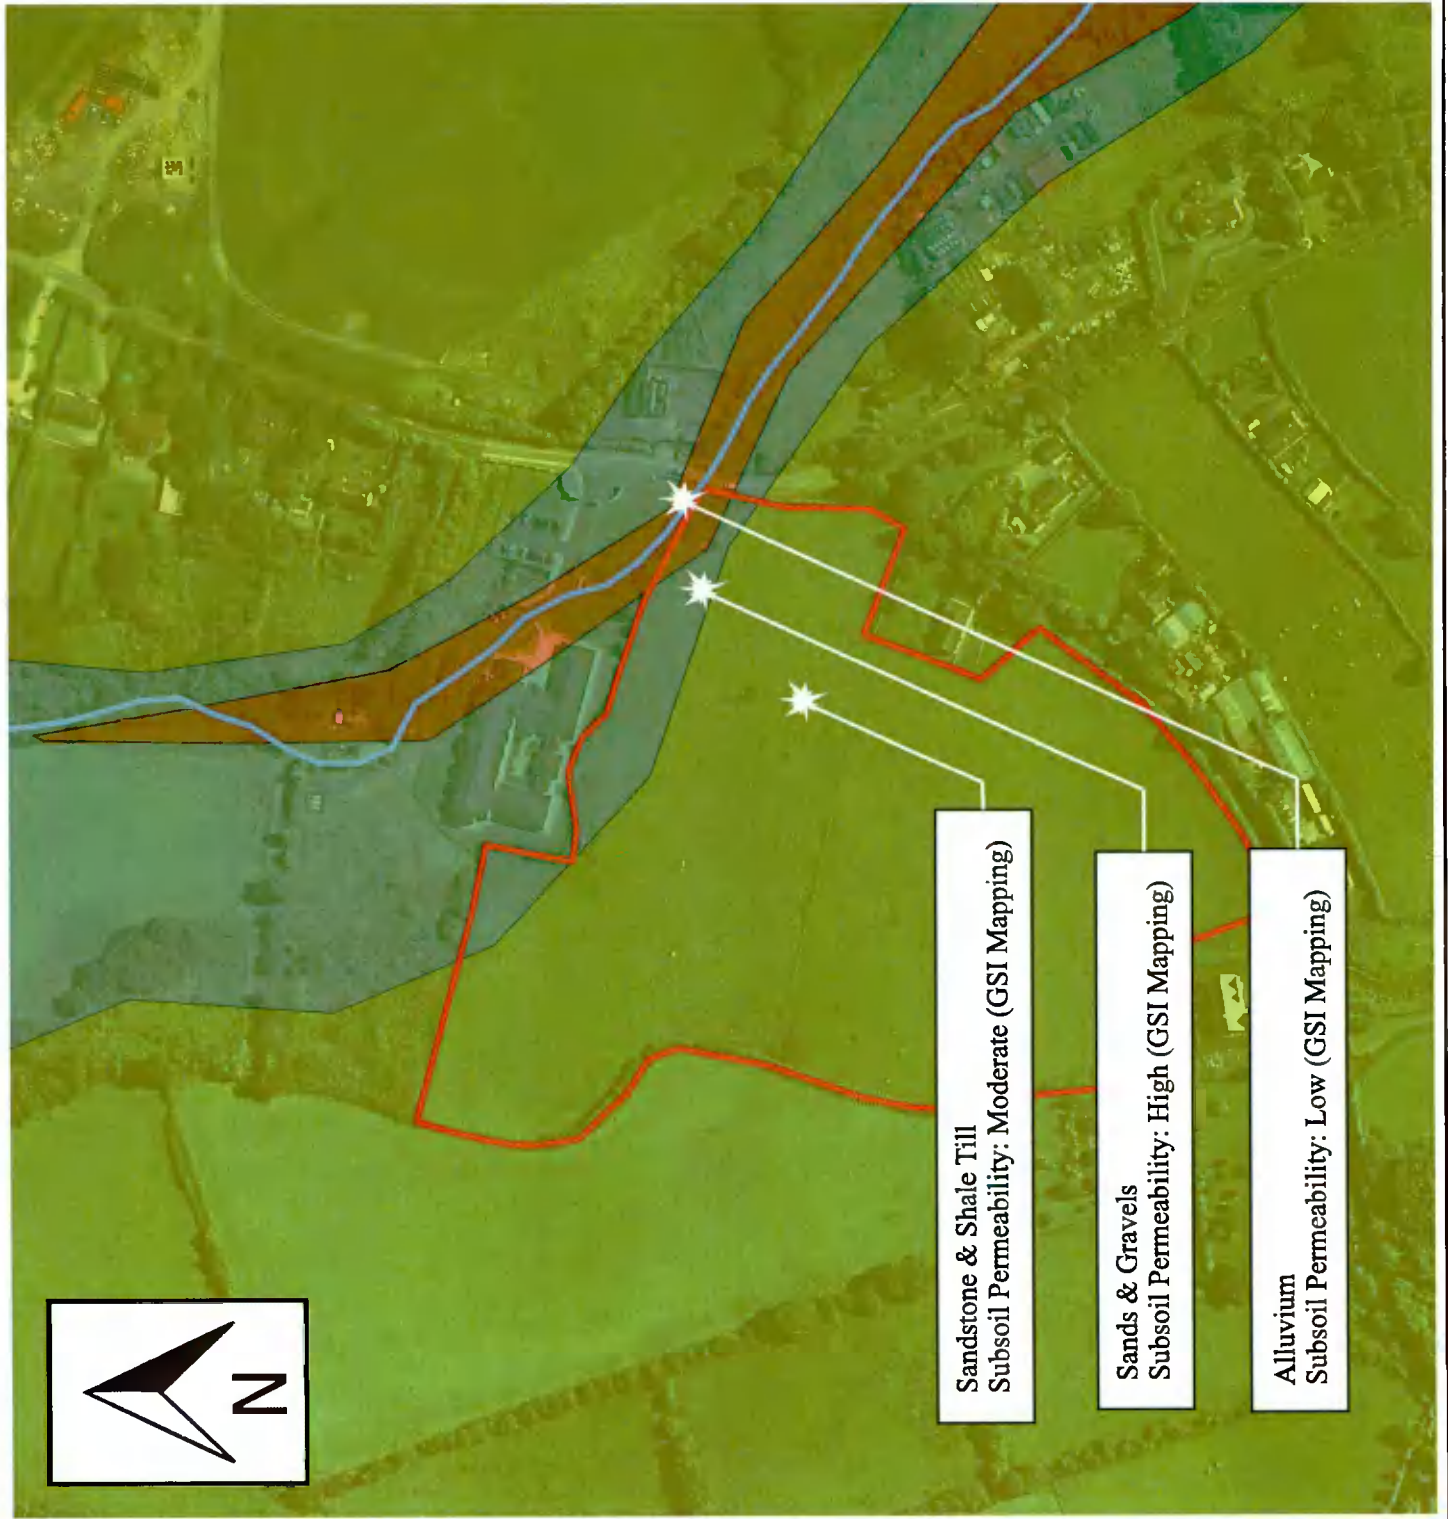 Sandstone & Shale Till
Subsoil Permeability: Moderate (GSI Mapping)
Sands & Gravels
Subsoil Permeability: High (GSI Mapping)
Alluvium
Subsoil Permeability: Low (GSI Mapping)
N